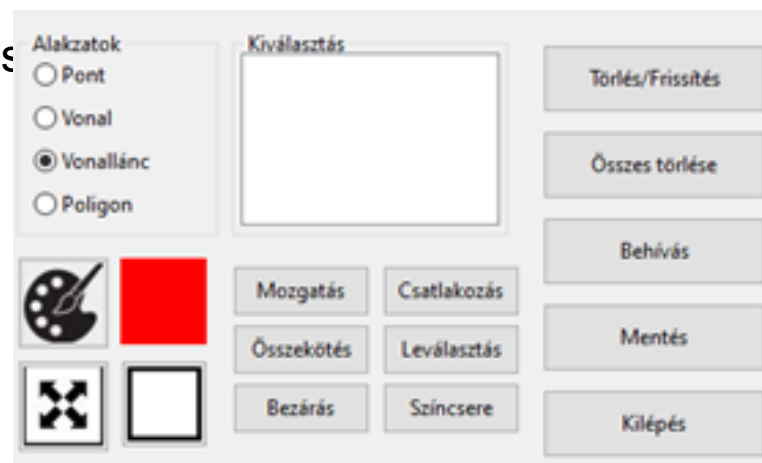 Alakzatok
Pont
Vonal
Vonallánc
Poligon
Kiválasztás
Mozgatás
Csatlakozás
Összekötés
Leválasztás
Bezárás
Színcsere
Törlés/Frissítés
Összes törlése
Behívás
Mentés
Kilépés